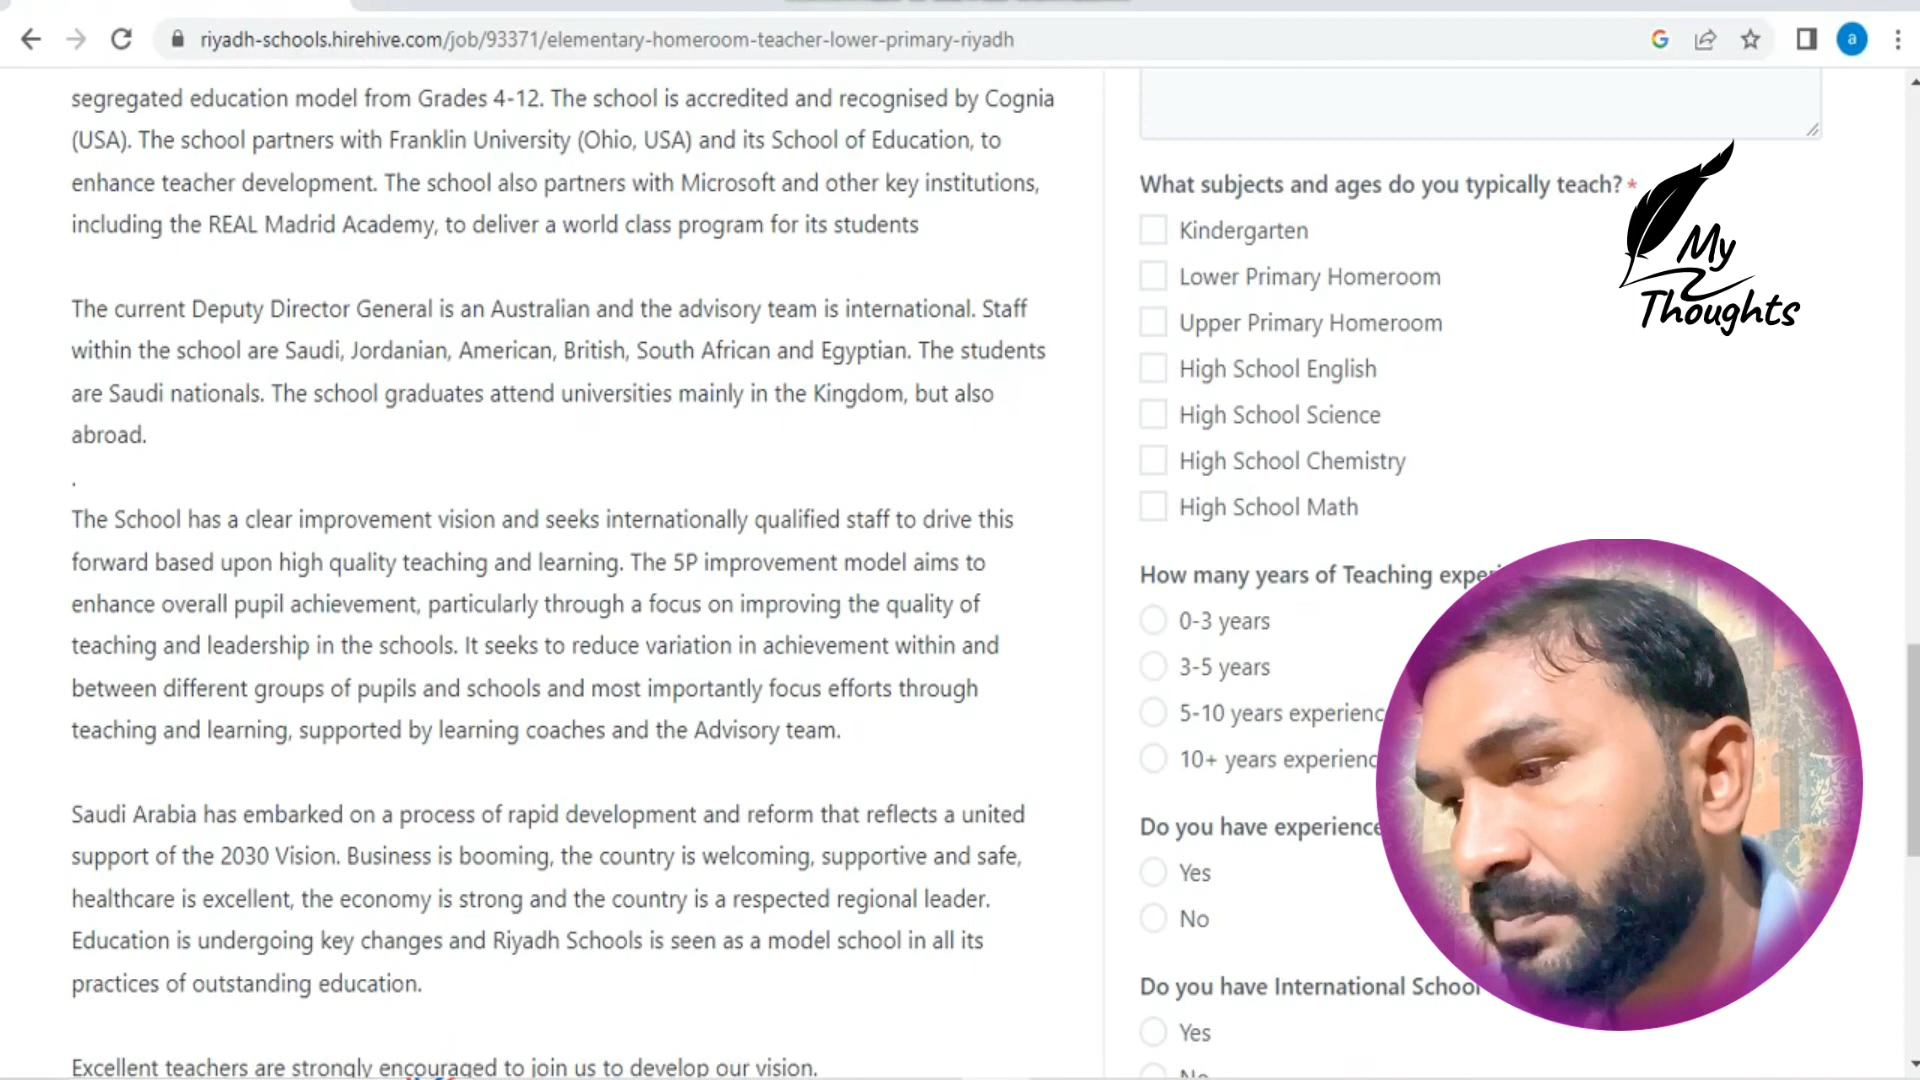 riyadh-schools.hirehive.com/job/93371/elementary-homeroom-teacher-lower-primary-riyadh
a
segregated education model from Grades 4-12. The school is accredited and recognised by Cognia
(USA). The school partners with Franklin University (Ohio, USA) and its School of Education, to
enhance teacher development. The school also partners with Microsoft and other key institutions,
including the REAL Madrid Academy, to deliver a world class program for its students
The current Deputy Director General is an Australian and the advisory team is international. Staff
within the school are Saudi, Jordanian, American, British, South African and Egyptian. The students
are Saudi nationals. The school graduates attend universities mainly in the Kingdom, but also
abroad.
.
The School has a clear improvement vision and seeks internationally qualified staff to drive this
forward based upon high quality teaching and learning. The 5P improvement model aims to
enhance overall pupil achievement, particularly through a focus on improving the quality of
teaching and leadership in the schools. It seeks to reduce variation in achievement within and
between different groups of pupils and schools and most importantly focus efforts through
teaching and learning, supported by learning coaches and the Advisory team.
Saudi Arabia has embarked on a process of rapid development and reform that reflects a united
support of the 2030 Vision. Business is booming, the country is welcoming, supportive and safe,
healthcare is excellent, the economy is strong and the country is a respected regional leader.
Education is undergoing key changes and Riyadh Schools is seen as a model school in all its
practices of outstanding education.
Excellent teachers are strongly encouraged to join us to develop our vision.
What subjects and ages do you typically teach? *
Kindergarten
Lower Primary Homeroom
Upper Primary Homeroom
High School English
High School Science
High School Chemistry
High School Math
How many years of Teaching exper
0-3 years
3-5 years
5-10 years experienc
10+ years experienc
Do you have experience
Yes
No
Do you have International School
Yes
No
My
Thoughts